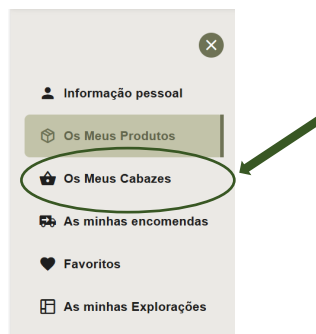 Informação pessoal
Os Meus Produtos
Os Meus Cabazes
As minhas encomendas
Favoritos
As minhas Explorações